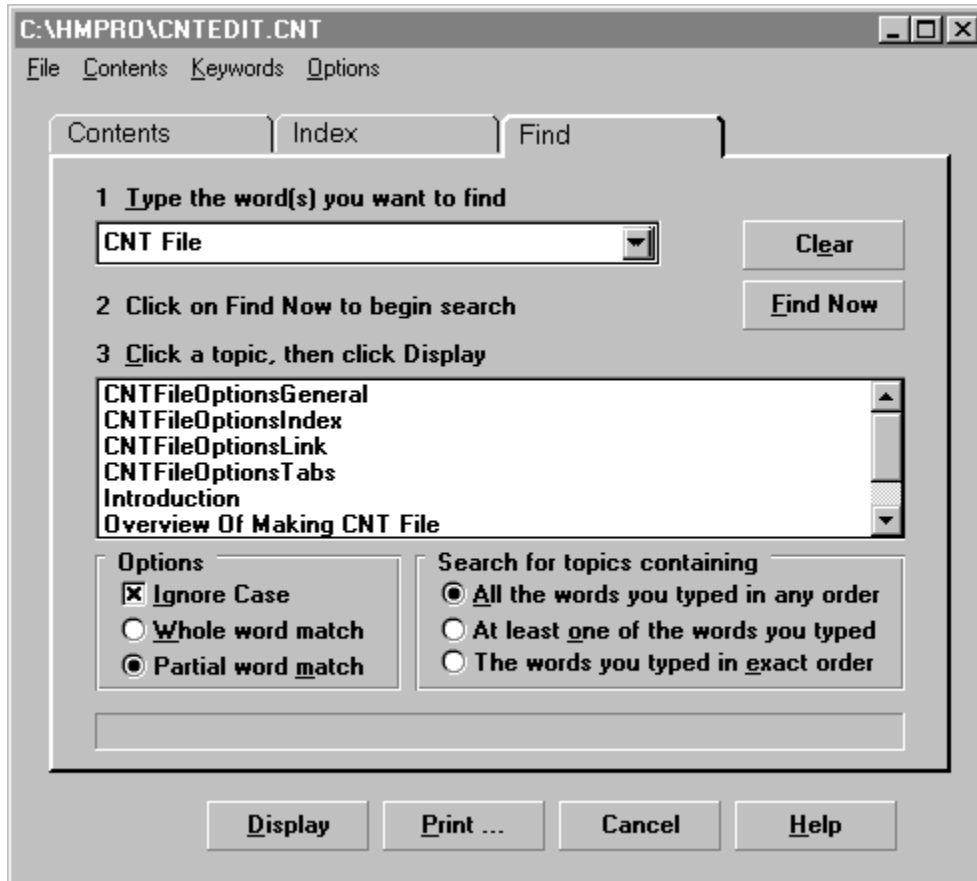 C:\HMPRO\CNTEDIT.CNT
File Contents Keywords Options
Contents Index Find
1 Type the word(s) you want to find
CNT File
Clear
2 Click on Find Now to begin search
Find Now
3 Click a topic, then click Display
CNTFileOptionsGeneral
CNTFileOptionsIndex
CNTFileOptionsLink
CNTFileOptionsTabs
Introduction
Overview Of Making CNT File
Options
Ignore Case
Whole word match
Partial word match
Search for topics containing
All the words you typed in any order
At least one of the words you typed
The words you typed in exact order
Display Print ... Cancel Help